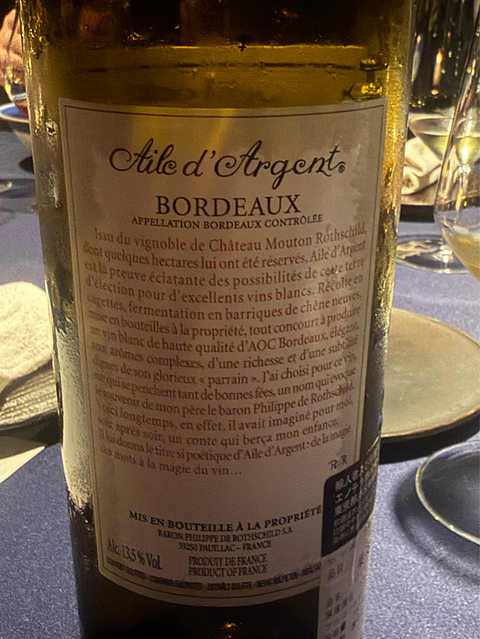 Aile d'Argent®
BORDEAUX
APPELLATION BORDEAUX CONTRÔLÉE
Issu du vignoble de Château Mouton Rothschild,
dont quelques hectares lui ont été réservés, Aile d'Argent
est la preuve éclatante des possibilités de cette terre
d'élection pour d'excellents vins blancs. Récolte en
cagettes, fermentation en barriques de chêne neuves,
mise en bouteilles à la propriété, tout concourt à produire
un vin blanc de haute qualité d'AOC Bordeaux, élégant,
aux arômes complexes, d'une richesse et d'une subtilité
dignes de son glorieux « parrain ». J'ai choisi pour ce vin,
sur qui se penchent tant de bonnes fées, un nom qui évoque
le souvenir de mon père le baron Philippe de Rothschild.
Voici longtemps, en effet, il avait imaginé pour moi,
soir après soir, un conte qui berça mon enfance.
Il lui donna le titre si poétique d'Aile d'Argent : de la magie
des mots à la magie du vin...
MIS EN BOUTEILLE À LA PROPRIÉTÉ
BARON PHILIPPE DE ROTHSCHILD S.A.
33250 PAUILLAC – FRANCE
Alc. 13,5 % Vol.
PRODUIT DE FRANCE
PRODUCT OF FRANCE
輸入者